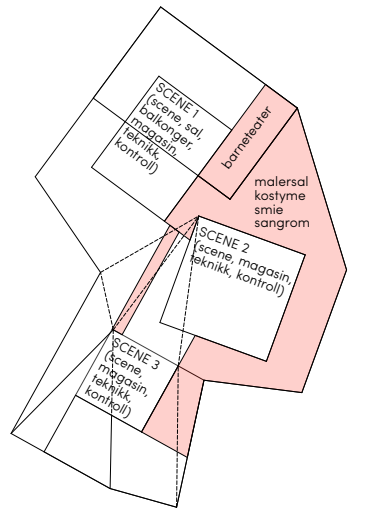 SCENE 1
(scene, sal,
balkonger,
magasin,
teknikk,
kontroll)
barneteater
malersal
kostyme
smie
sangrom
SCENE 2
(scene, magasin,
teknikk, kontroll)
SCENE 3
(scene,
magasin,
teknikk,
kontroll)